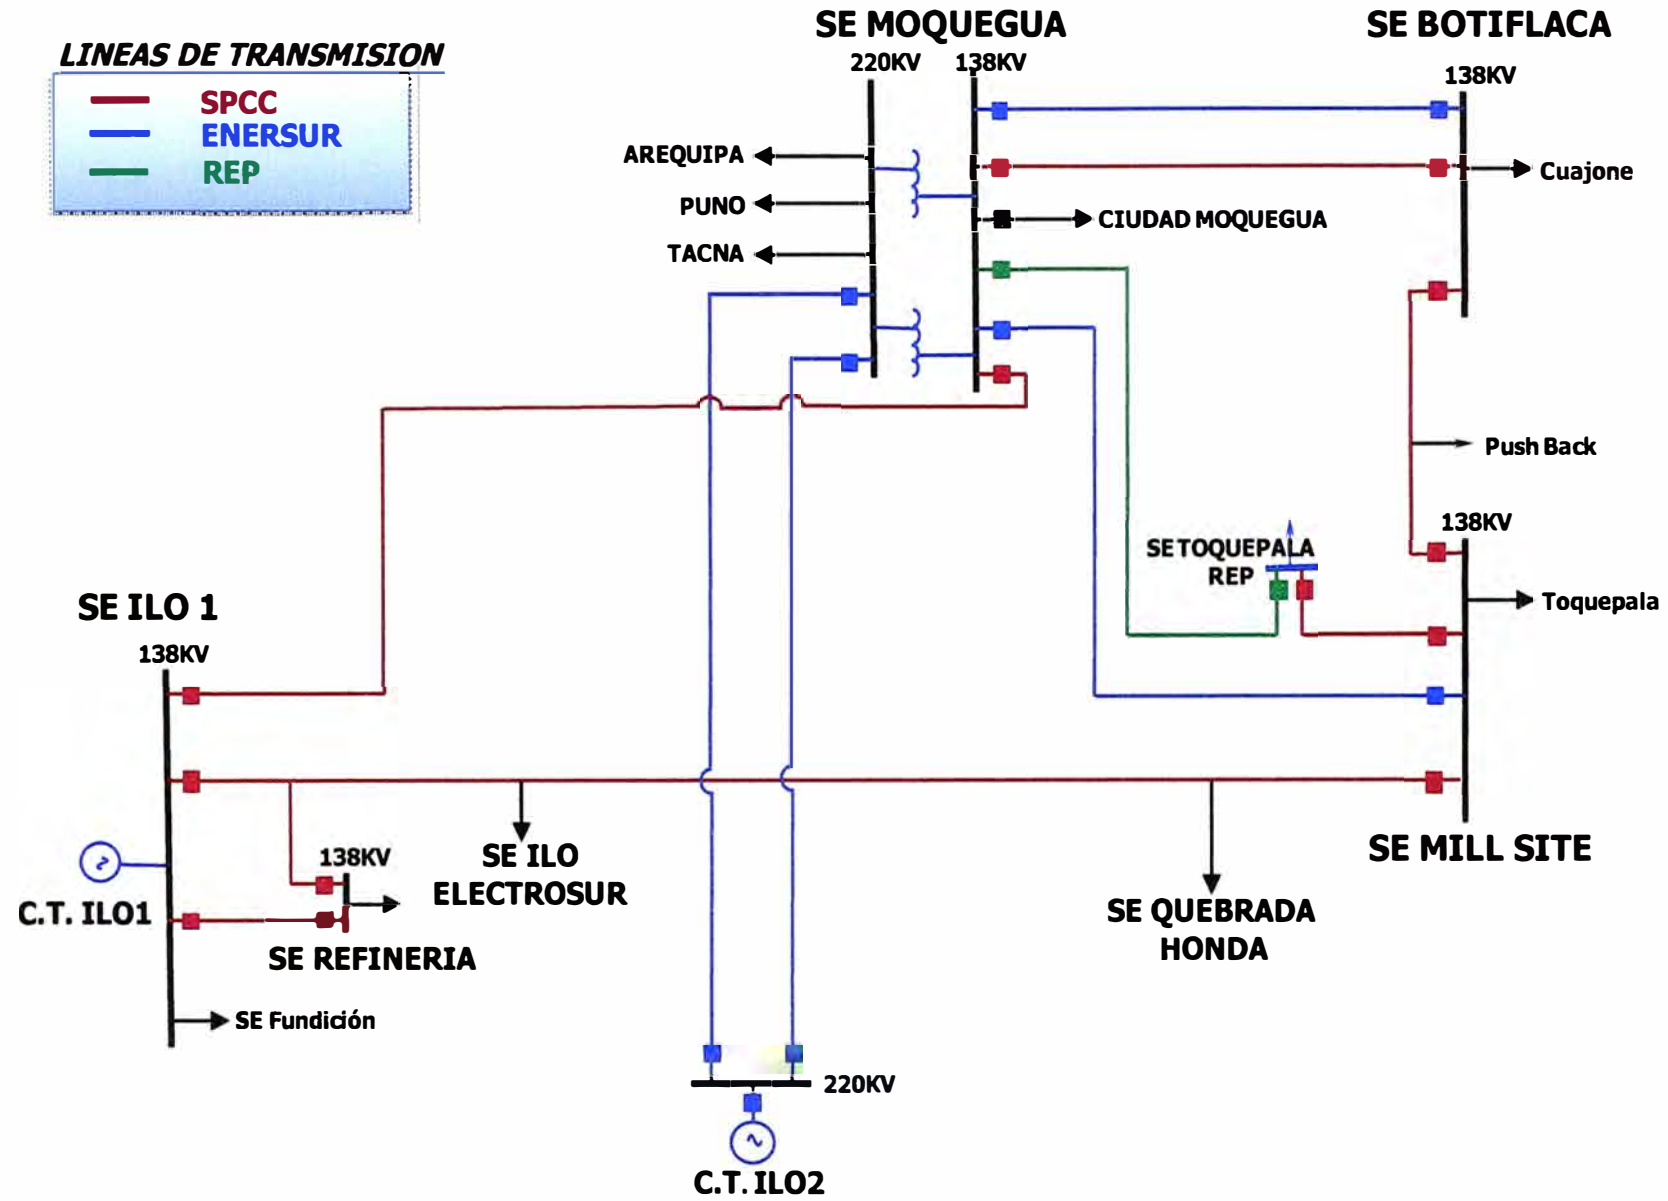 SE MOQUEGUA
SE BOTIFLACA
LINEAS DE TRANSMISION
220KV
138KV
138KV
SPCC
ENERSUR
REP
AREQUIPA
PUNO
TACNA
CIUDAD MOQUEGUA
Cuajone
Push Back
138KV
SE TOQUEPALA
REP
Toquepala
SE ILO 1
138KV
SE MILL SITE
138KV
SE ILO
ELECTROSUR
C.T. ILO1
SE QUEBRADA
HONDA
SE REFINERIA
SE Fundición
220KV
C.T. ILO2